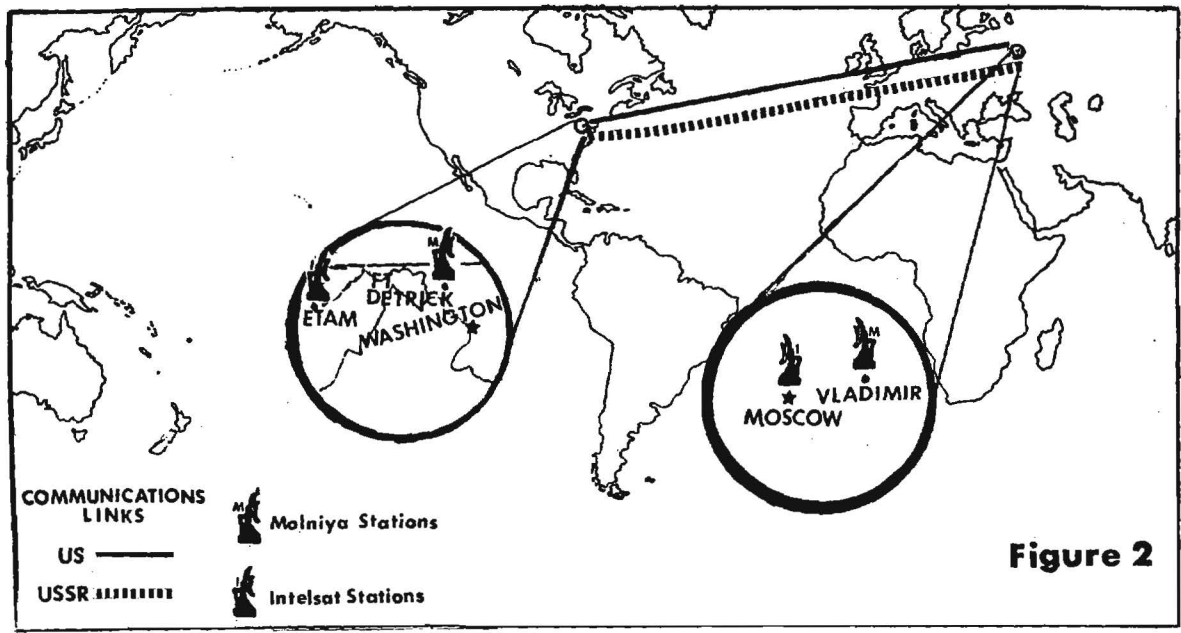 M
I
ETAM
FT
DETRICK
WASHINGTON
I
M
MOSCOW
VLADIMIR
COMMUNICATIONS
LINKS
US
USSR
M
Molniya Stations
I
Intelsat Stations
Figure 2